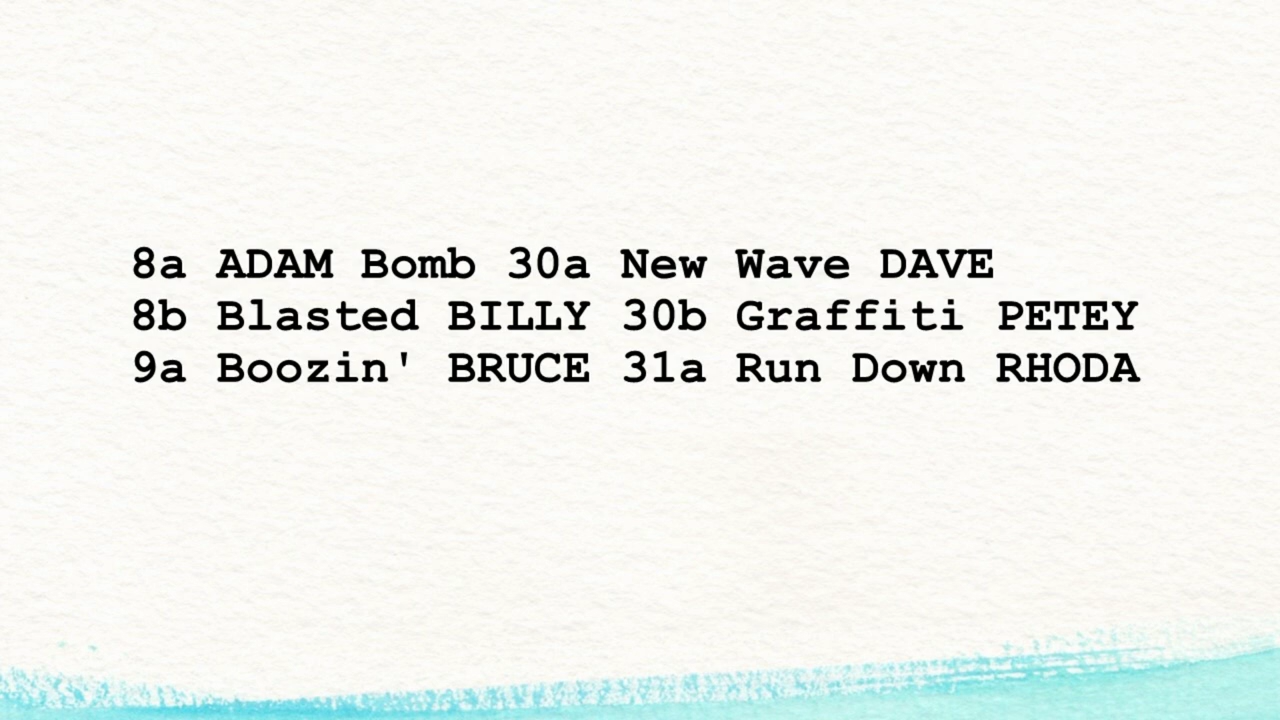 8a ADAM Bomb 30a New Wave DAVE
8b Blasted BILLY 30b Graffiti PETEY
9a Boozin' BRUCE 31a Run Down RHODA